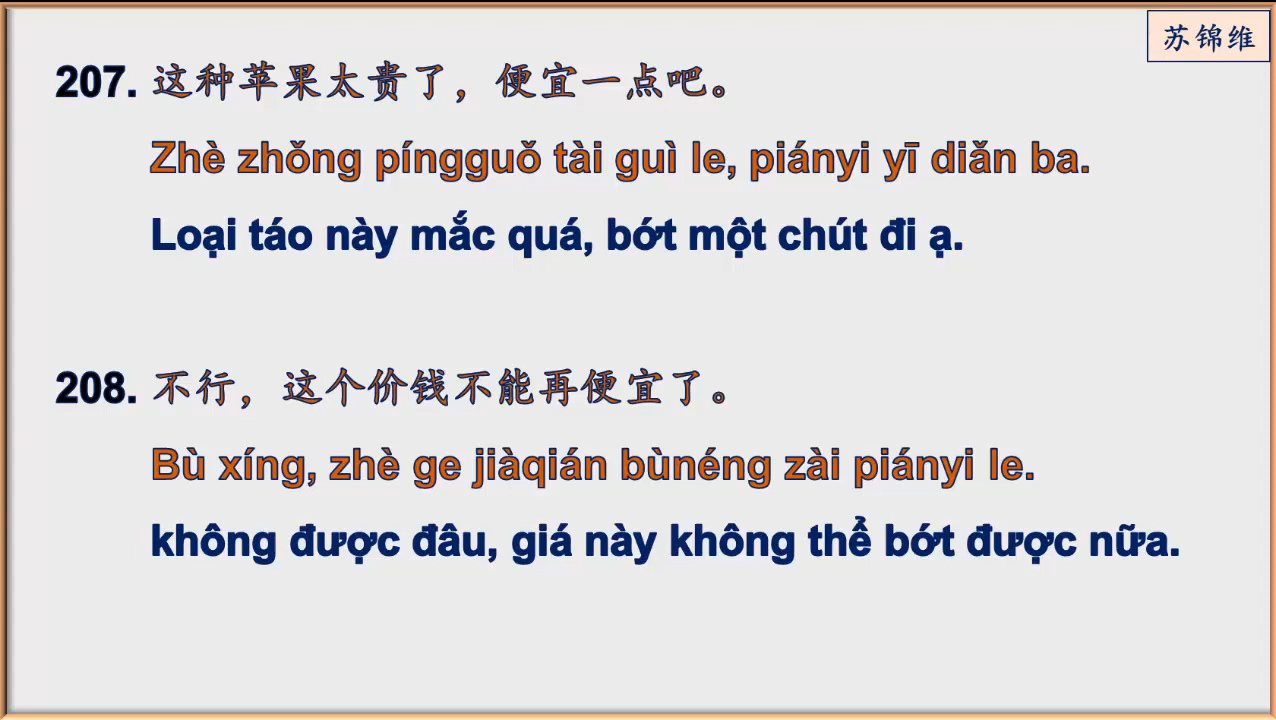 苏锦维
207. 这种苹果太贵了，便宜一点吧。
Zhè zhǒng píngguǒ tài guì le, piányi yī diǎn ba.
Loại táo này mắc quá, bớt một chút đi ạ.
208. 不行，这个价钱不能再便宜了。
Bù xíng, zhè ge jiàqián bùnéng zài piányi le.
không được đâu, giá này không thể bớt được nữa.